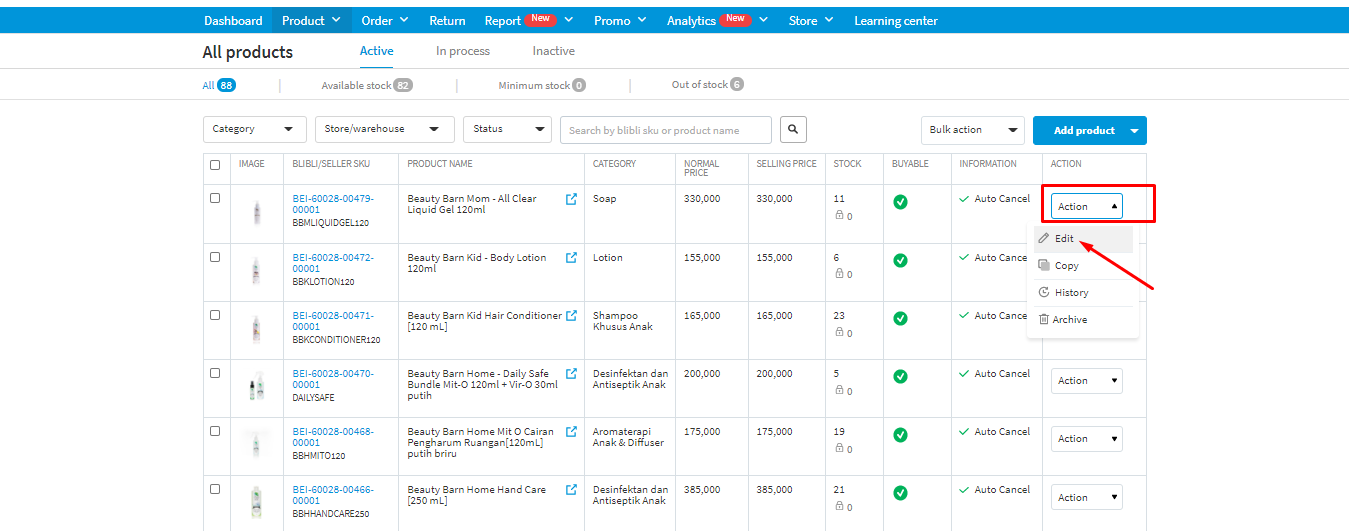 Dashboard Product Order Return Report New Promo Analytics New Store Learning center
All products Active In process Inactive
All 88 Available stock 82 Minimum stock 0 Out of stock 6
Category Store/warehouse Status Search by blibli sku or product name Bulk action Add product
IMAGE BLIBLI/SELLER SKU PRODUCT NAME CATEGORY NORMAL SELLING PRICE STOCK BUYABLE INFORMATION ACTION
PRICE
BEI-60028-00479- Beauty Barn Mom - All Clear Soap 330,000 330,000 11 Auto Cancel Action
00001 Liquid Gel 120ml
BBMLIQUIDGEL120 0
Edit
BEI-60028-00472- Beauty Barn Kid - Body Lotion Lotion 155,000 155,000 6 Auto Cance
00001 120ml Copy
BBKLOTION120 0
History
BEI-60028-00471- Beauty Barn Kid Hair Conditioner Shampoo 165,000 165,000 23 Auto Cance Archive
00001 [120 mL] Khusus Anak
BBKCONDITIONER120 0
BEI-60028-00470- Beauty Barn Home - Daily Safe Desinfektan dan 200,000 200,000 5 Auto Cancel Action
00001 Bundle Mit-O 120ml + Vir-O 30ml Antiseptik Anak
DAILYSAFE putih 0
BEI-60028-00468- Beauty Barn Home Mit O Cairan Aromaterapi 175,000 175,000 19 Auto Cancel Action
00001 Pengharum Ruangan[120mL] Anak & Diffuser
BBHMITO120 putih briru 0
BEI-60028-00466- Beauty Barn Home Hand Care Desinfektan dan 385,000 385,000 21 Auto Cancel Action
00001 [250 mL] Antiseptik Anak
BBHHANDCARE250 0